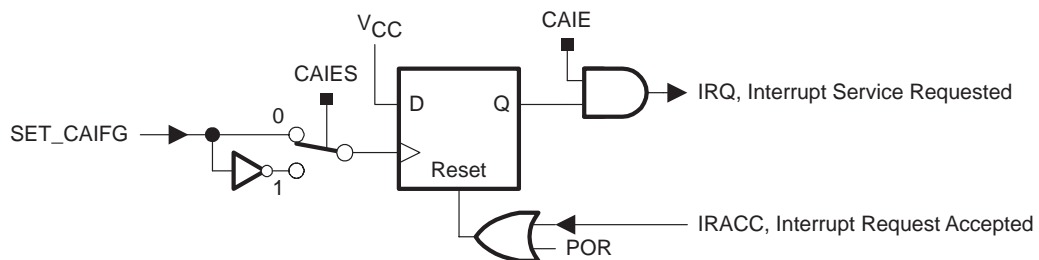 CAIE
VCC
CAIES
D
Q
IRQ, Interrupt Service Requested
0
SET_CAIFG
Reset
1
IRACC, Interrupt Request Accepted
POR